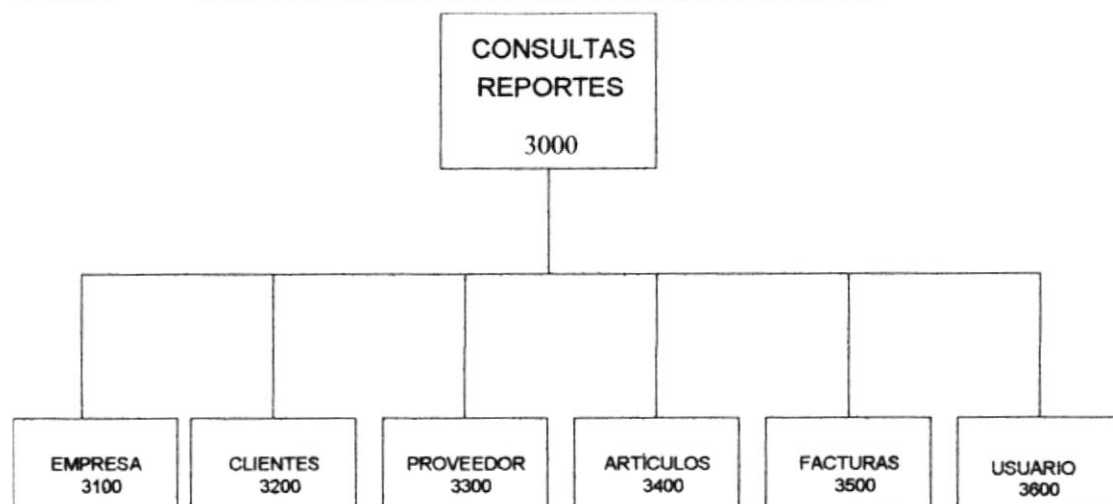 CONSULTAS
REPORTES
3000
EMPRESA
3100
CLIENTES
3200
PROVEEDOR
3300
ARTÍCULOS
3400
FACTURAS
3500
USUARIO
3600